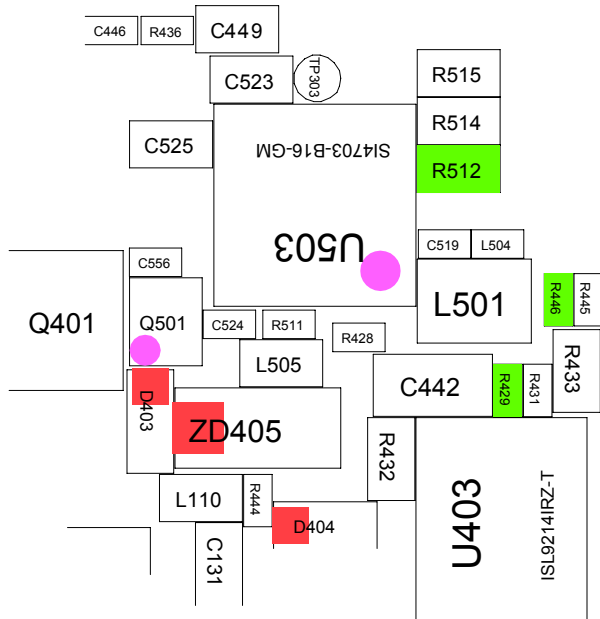 C446
R436
C449
C523
TP303
R515
R514
C525
SI4703-B16-GM
R512
U503
C519
L504
C556
Q401
Q501
L501
R446
R445
C524
R511
R428
L505
R433
C442
R429
R431
D403
ZD405
R432
L110
R444
D404
U403
ISL9214IRZ-T
C131